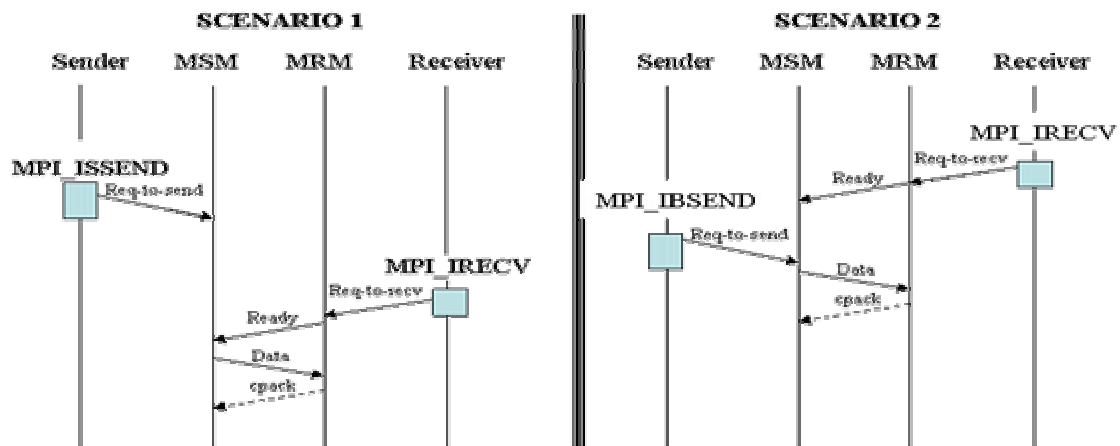 SCENARIO 1
Sender MSM MRM Receiver
MPI_ISSEND
Req-to-send
MPI_IRECV
Req-to-recv
Ready
Data
cpack
SCENARIO 2
Sender MSM MRM Receiver
MPI_IRECV
Req-to-recv
Ready
MPI_IBSEND
Req-to-send
Data
cpack